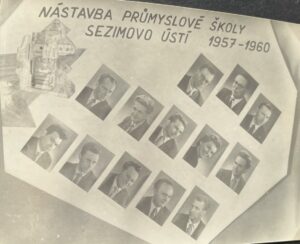 NÁSTAVBA PRŮMYSLOVÉ ŠKOLY
SEZIMOVO ÚSTÍ 1957-1960